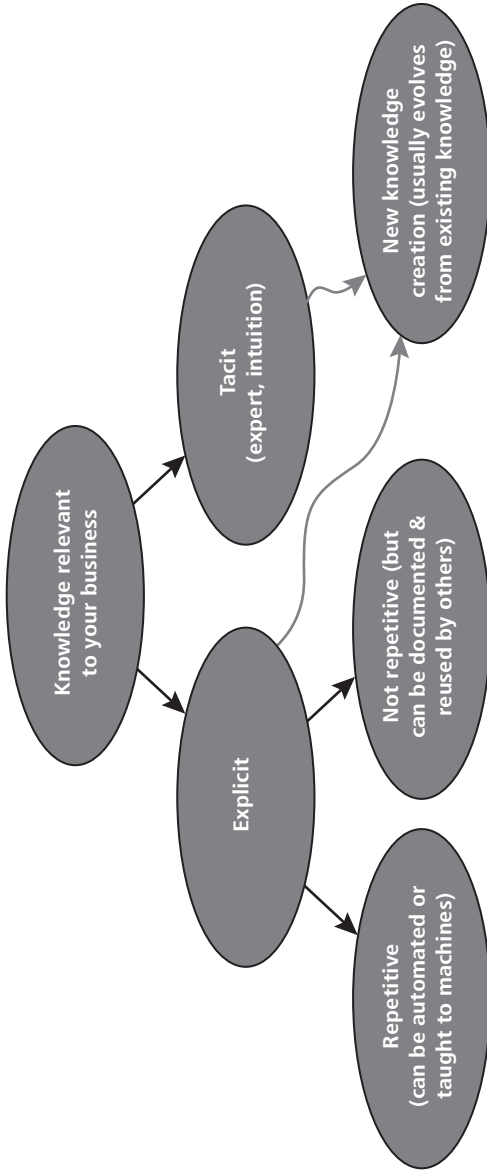 Knowledge relevant
to your business
Explicit
Tacit
(expert, intuition)
Repetitive
(can be automated or
taught to machines)
Not repetitive (but
can be documented &
reused by others)
New knowledge
creation (usually evolves
from existing knowledge)